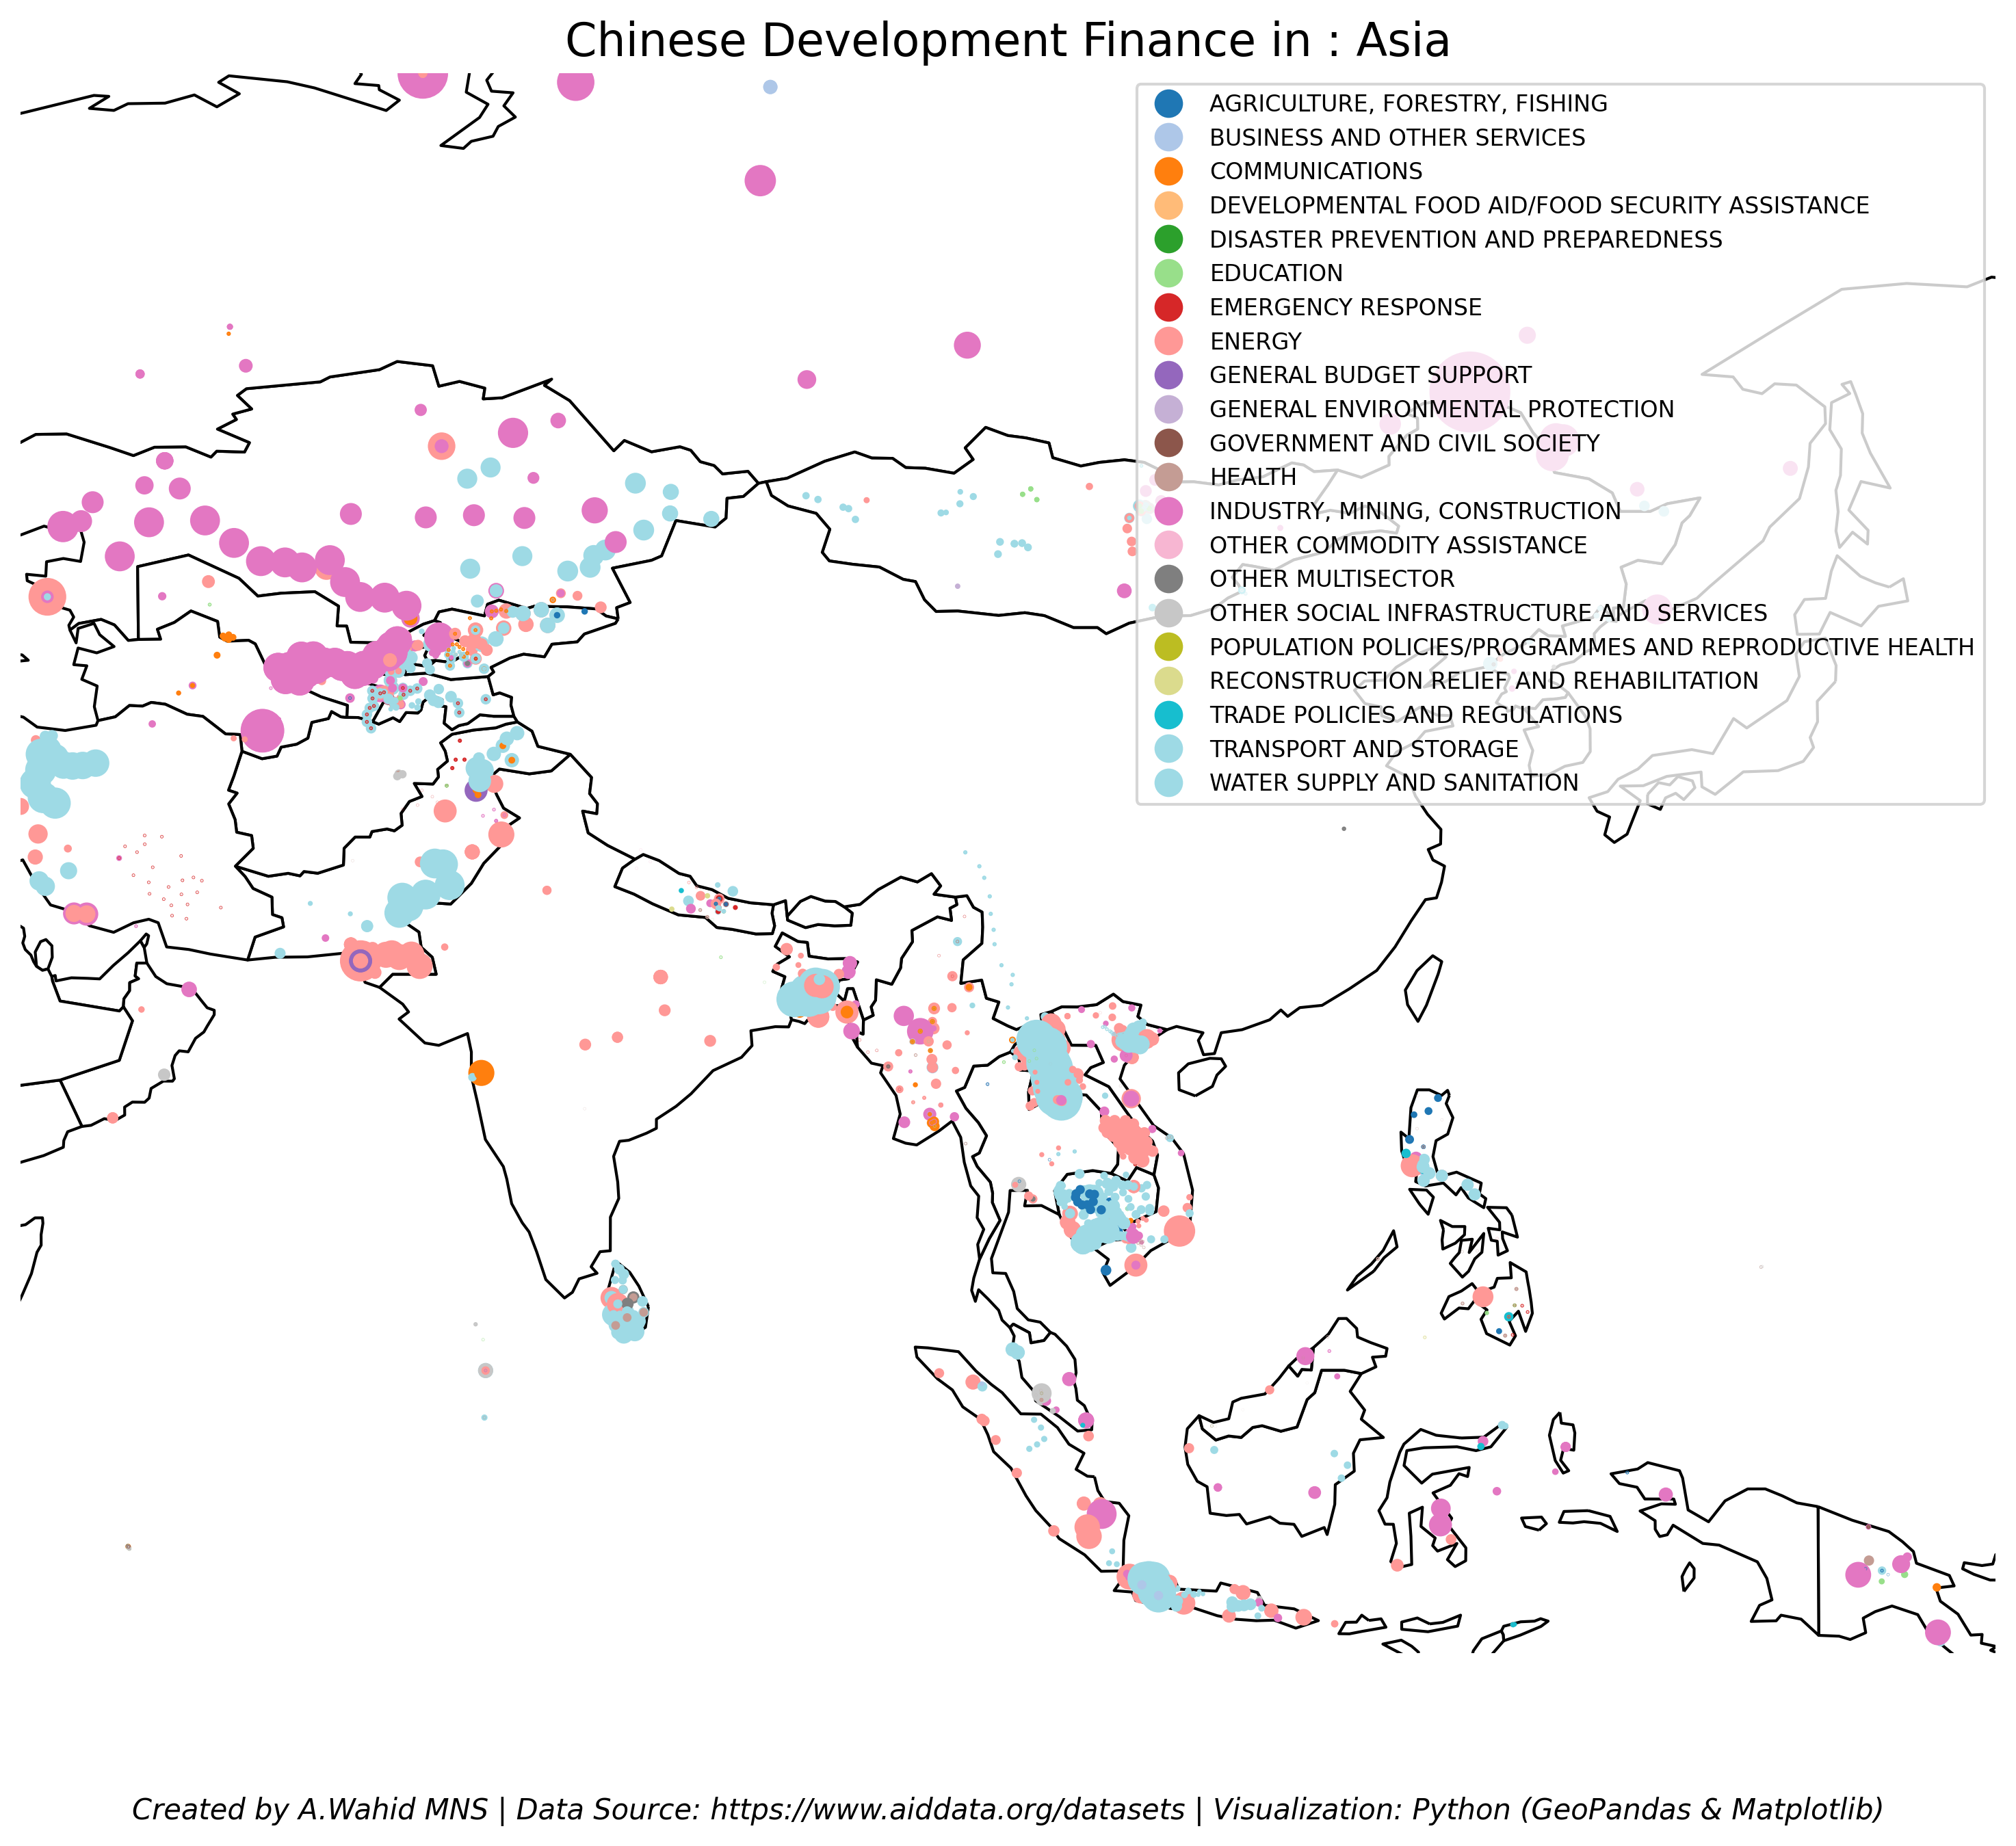 Chinese Development Finance in : Asia
AGRICULTURE, FORESTRY, FISHING
BUSINESS AND OTHER SERVICES
COMMUNICATIONS
DEVELOPMENTAL FOOD AID/FOOD SECURITY ASSISTANCE
DISASTER PREVENTION AND PREPAREDNESS
EDUCATION
EMERGENCY RESPONSE
ENERGY
GENERAL BUDGET SUPPORT
GENERAL ENVIRONMENTAL PROTECTION
GOVERNMENT AND CIVIL SOCIETY
HEALTH
INDUSTRY, MINING, CONSTRUCTION
OTHER COMMODITY ASSISTANCE
OTHER MULTISECTOR
OTHER SOCIAL INFRASTRUCTURE AND SERVICES
POPULATION POLICIES/PROGRAMMES AND REPRODUCTIVE HEALTH
RECONSTRUCTION RELIEF AND REHABILITATION
TRADE POLICIES AND REGULATIONS
TRANSPORT AND STORAGE
WATER SUPPLY AND SANITATION
Created by A.Wahid MNS | Data Source: https://www.aiddata.org/datasets | Visualization: Python (GeoPandas & Matplotlib)